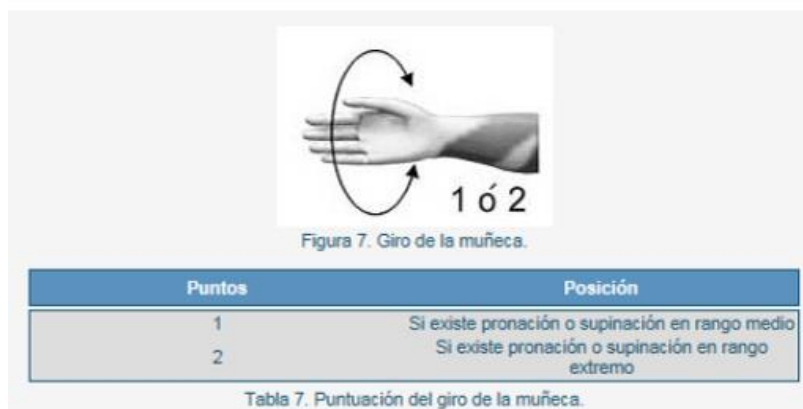 1 ó 2
Figura 7. Giro de la muñeca.
Puntos Posición
1 Si existe pronación o supinación en rango medio
2 Si existe pronación o supinación en rango
extremo
Tabla 7. Puntuación del giro de la muñeca.